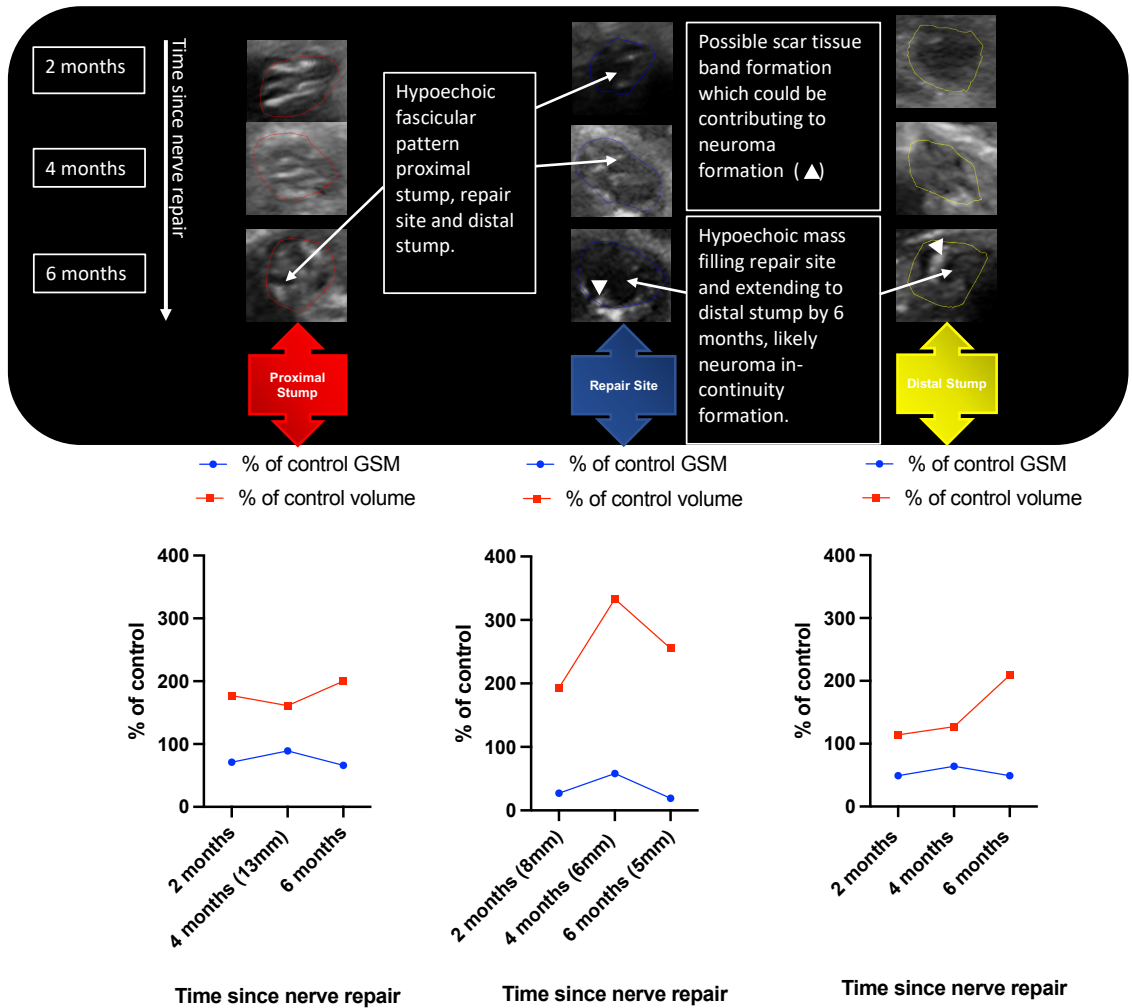 2 months
4 months
6 months
Time since nerve repair
Hypoechoic
fascicular
pattern
proximal
stump, repair
site and distal
stump.
Possible scar tissue
band formation
which could be
contributing to
neuroma
formation (▲)
Hypoechoic mass
filling repair site
and extending to
distal stump by 6
months, likely
neuroma in-
continuity
formation.
Proximal
Stump
Repair Site
Distal Stump
% of control GSM
% of control volume
% of control GSM
% of control volume
% of control GSM
% of control volume
% of control
400
300
200
100
0
2 months
4 months (13mm)
6 months
Time since nerve repair
% of control
400
300
200
100
0
2 months (8mm)
4 months (6mm)
6 months (5mm)
Time since nerve repair
% of control
400
300
200
100
0
2 months
4 months
6 months
Time since nerve repair